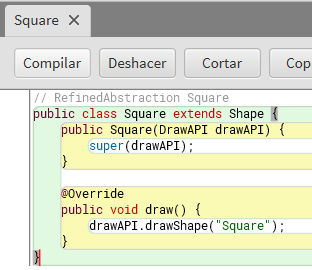 Square ×
Compilar Deshacer Cortar Cop
// RefinedAbstraction Square
public class Square extends Shape {
    public Square(DrawAPI drawAPI) {
        super(drawAPI);
    }

    @Override
    public void draw() {
        drawAPI.drawShape("Square");
    }
}